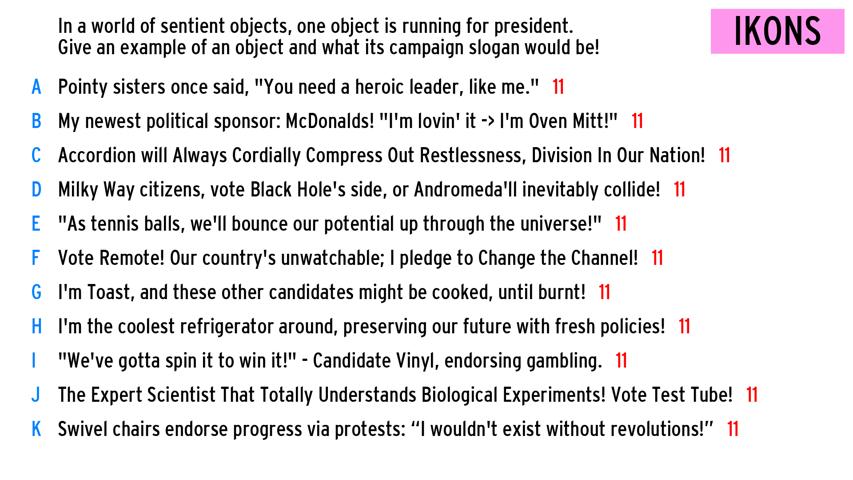 In a world of sentient objects, one object is running for president.
Give an example of an object and what its campaign slogan would be!
IKONS
A Pointy sisters once said, "You need a heroic leader, like me." 11
B My newest political sponsor: McDonalds! "I'm lovin' it -> I'm Oven Mitt!" 11
C Accordion will Always Cordially Compress Out Restlessness, Division In Our Nation! 11
D Milky Way citizens, vote Black Hole's side, or Andromeda'll inevitably collide! 11
E "As tennis balls, we'll bounce our potential up through the universe!" 11
F Vote Remote! Our country's unwatchable; I pledge to Change the Channel! 11
G I'm Toast, and these other candidates might be cooked, until burnt! 11
H I'm the coolest refrigerator around, preserving our future with fresh policies! 11
I "We've gotta spin it to win it!" - Candidate Vinyl, endorsing gambling. 11
J The Expert Scientist That Totally Understands Biological Experiments! Vote Test Tube! 11
K Swivel chairs endorse progress via protests: “I wouldn't exist without revolutions!” 11